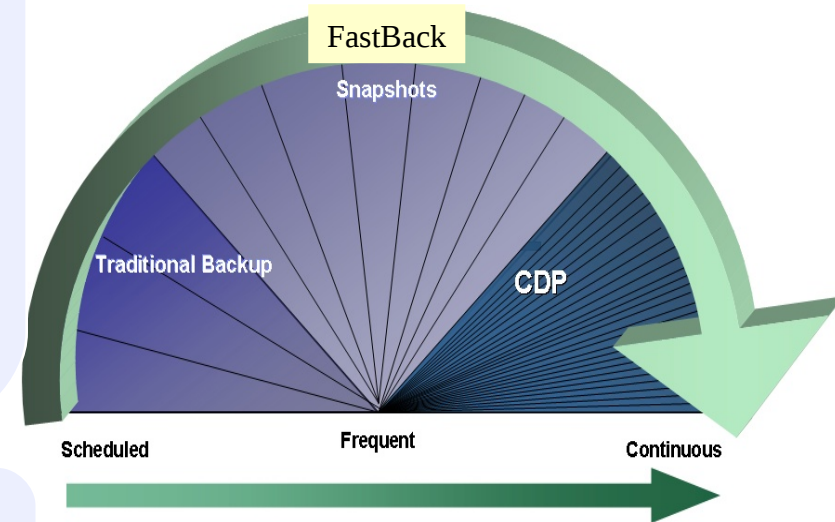 FastBack
Snapshots
Traditional Backup
CDP
Scheduled
Frequent
Continuous